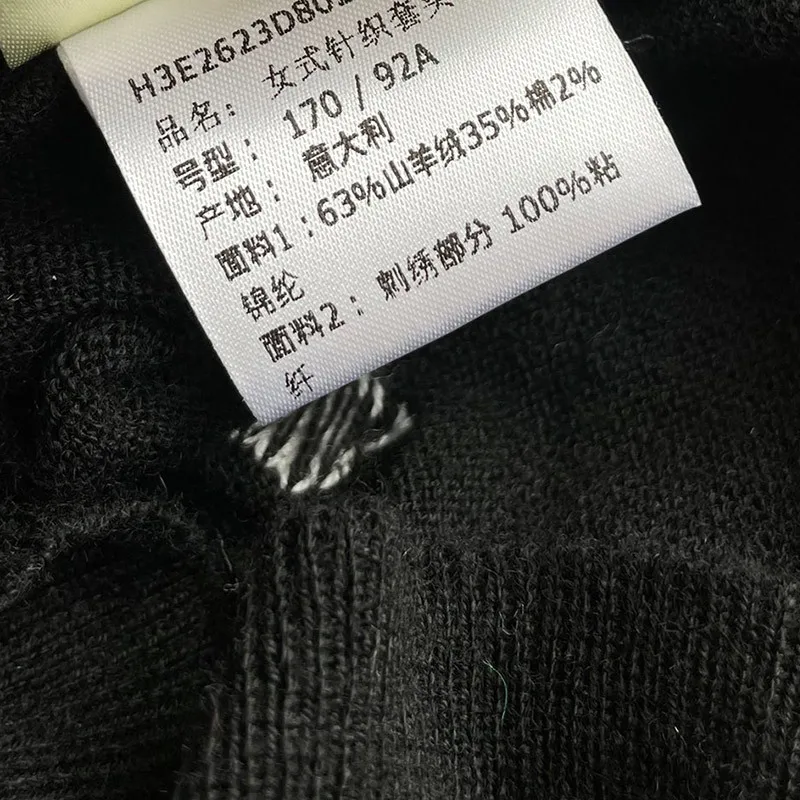 H3E2623D80
品名： 女式针织套头
号型： 170 / 92A
产地： 意大利
面料1：63%山羊绒35%棉2%
锦纶
面料2： 刺绣部分 100%粘
纤